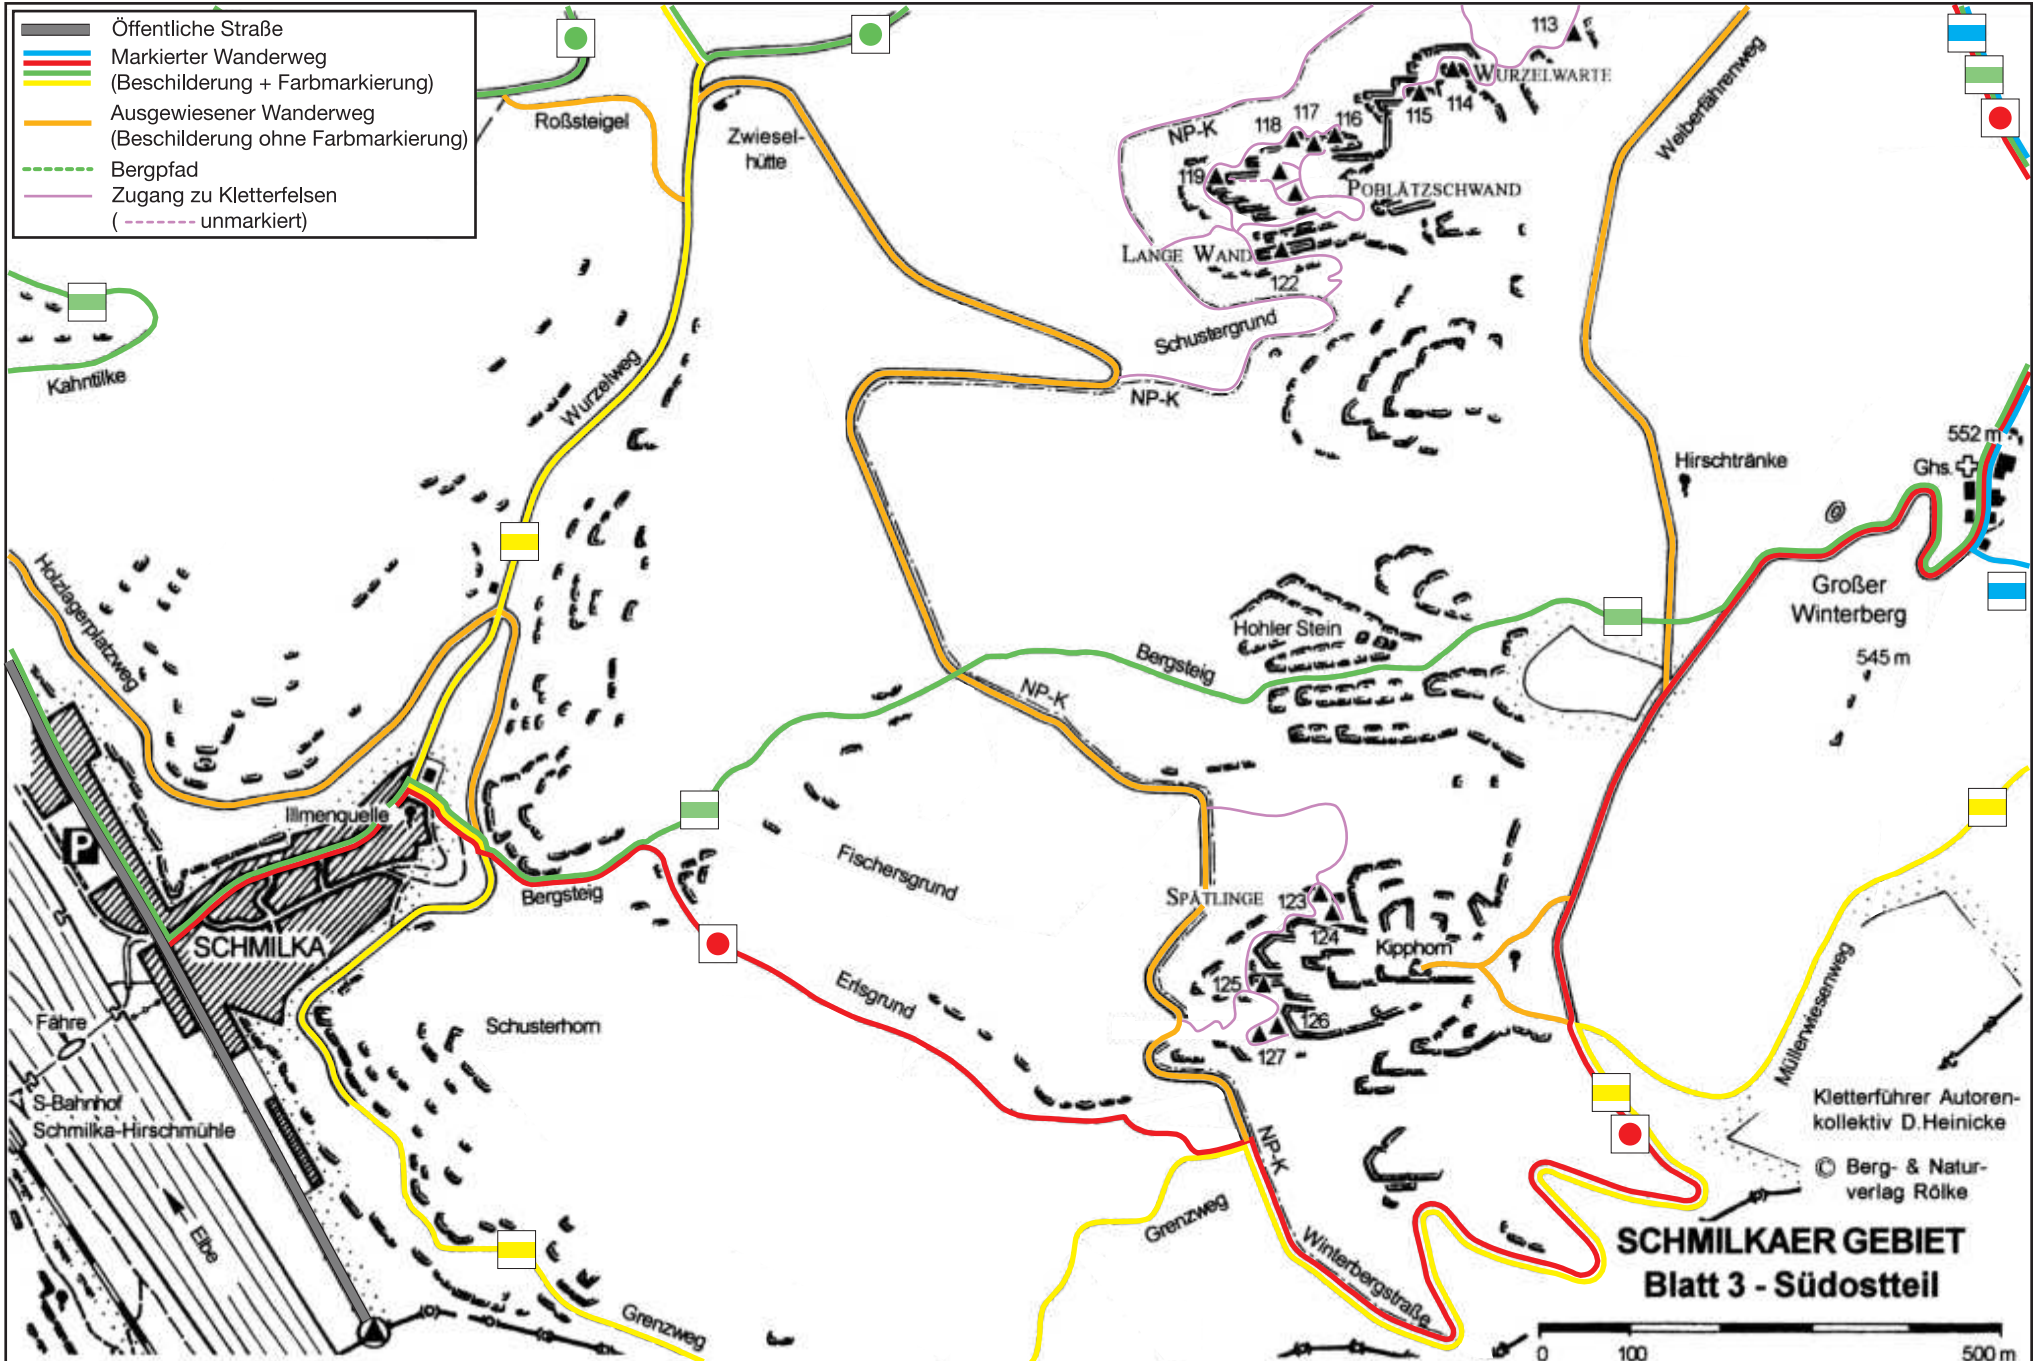 Öffentliche Straße
Markierter Wanderweg
(Beschilderung + Farbmarkierung)
Ausgewiesener Wanderweg
(Beschilderung ohne Farbmarkierung)
Bergpfad
Zugang zu Kletterfelsen
( -------- unmarkiert)
Roßsteigel
Zwiesel-
hütte
113
WURZELWARTE
114
115
116
117
118
119
NP-K
POBLÄTZSCHWAND
LANGE WAND
122
Schustergrund
NP-K
Weiberfährenweg
Kahntilke
Wurzelweg
Hirschtränke
552 m
Ghs.
Großer
Winterberg
545 m
Holzlagerplatzweg
Hohler Stein
Bergsteig
NP-K
Illmenquelle
P
Bergsteig
Fischersgrund
SPÄTLINGE
123
124
Kipphorn
125
126
127
SCHMILKA
Erlsgrund
Schusterhorn
Fähre
S-Bahnhof
Schmilka-Hirschmühle
52
Müllerwiesenweg
Kletterführer Autoren-
kollektiv D.Heinicke
© Berg- & Natur-
verlag Rölke
NP-K
Grenzweg
Winterbergstraße
Elbe
Grenzweg
SCHMILKAER GEBIET
Blatt 3 - Südostteil
0 100 500 m